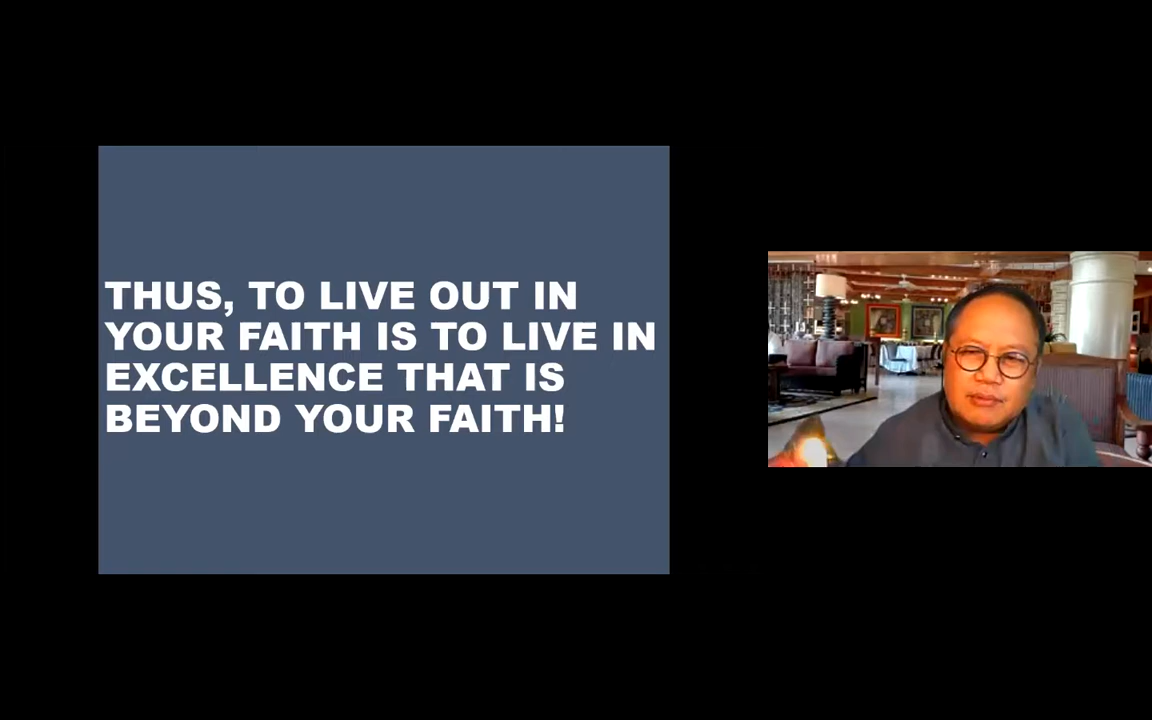 THUS, TO LIVE OUT IN
YOUR FAITH IS TO LIVE IN
EXCELLENCE THAT IS
BEYOND YOUR FAITH!